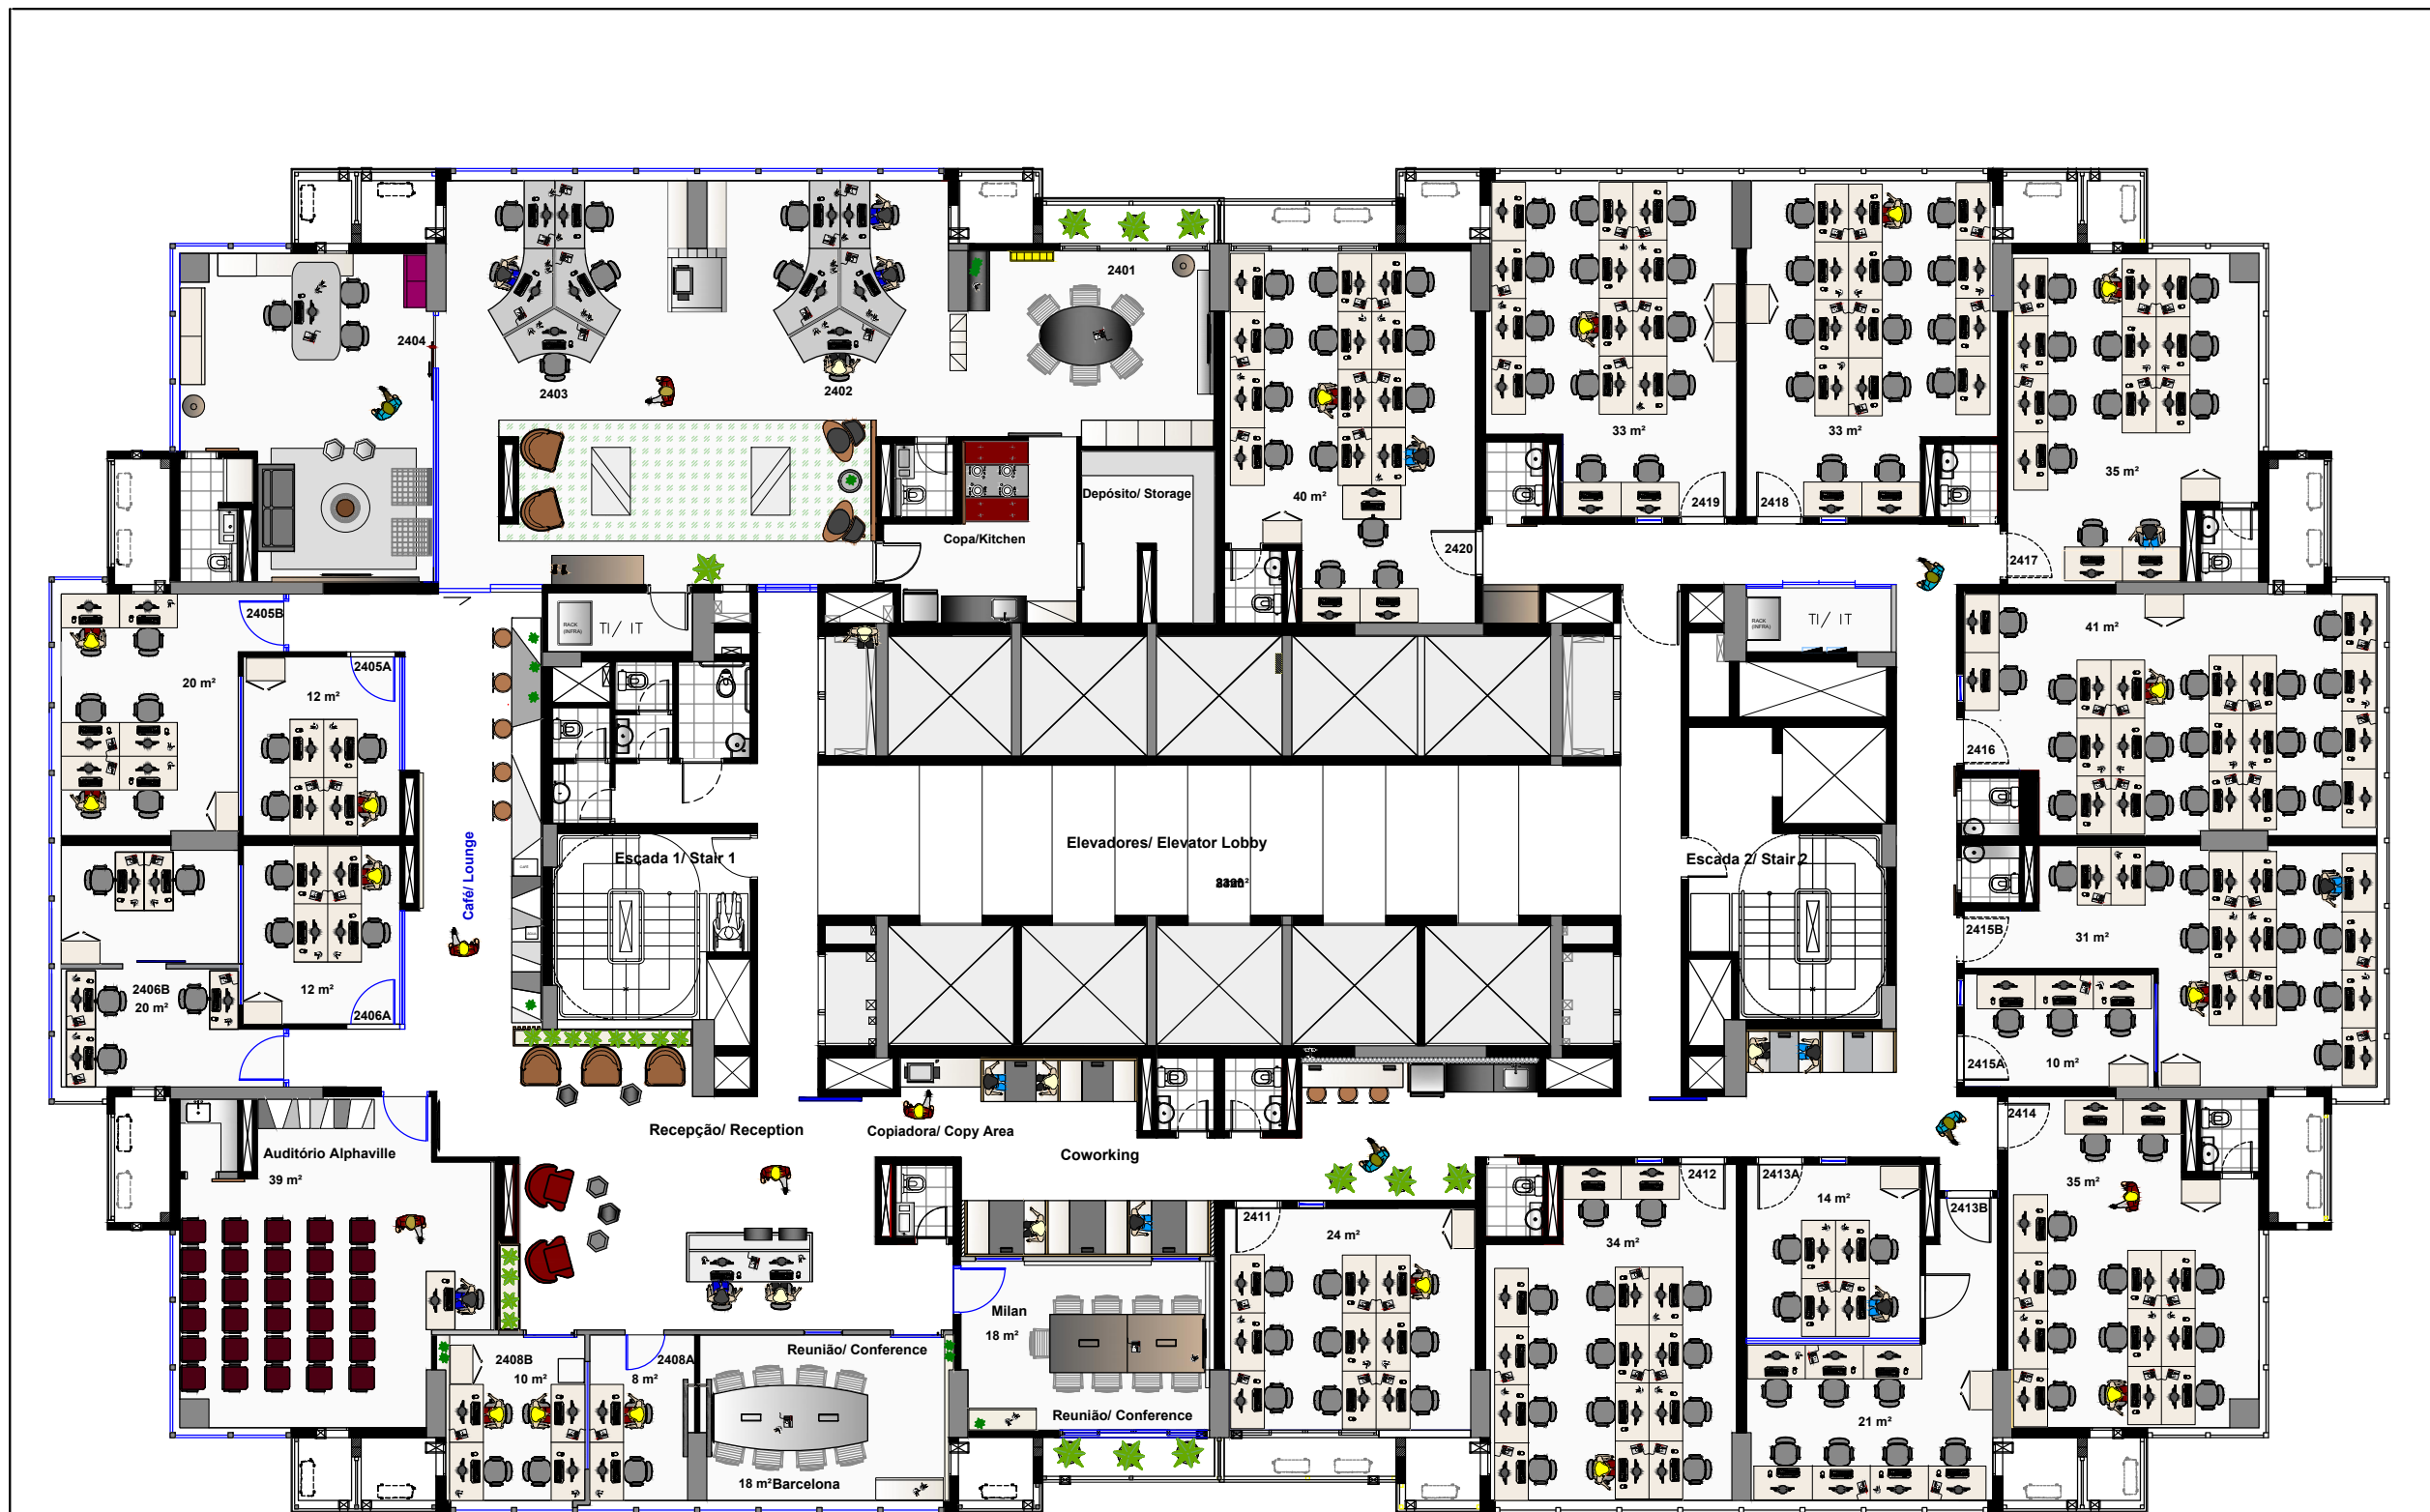 2401
2404
2403
2402
33 m²
33 m²
35 m²
40 m²
Depósito/ Storage
2419
2418
Copa/Kitchen
2420
2417
2405B
RACK
(INFRA)
TI/ IT
RACK
(INFRA)
TI/ IT
41 m²
2405A
20 m²
12 m²
2416
Café/ Lounge
Elevadores/ Elevator Lobby
Escada 1/ Stair 1
Escada 2/ Stair 2
2415B
31 m²
2406B
20 m²
12 m²
2406A
2415A
10 m²
2414
Recepção/ Reception
Copiadora/ Copy Area
Coworking
Auditório Alphaville
39 m²
2412
2413A
35 m²
14 m²
2413B
2411
24 m²
34 m²
Milan
18 m²
2408B
10 m²
2408A
8 m²
Reunião/ Conference
Reunião/ Conference
21 m²
18 m²Barcelona